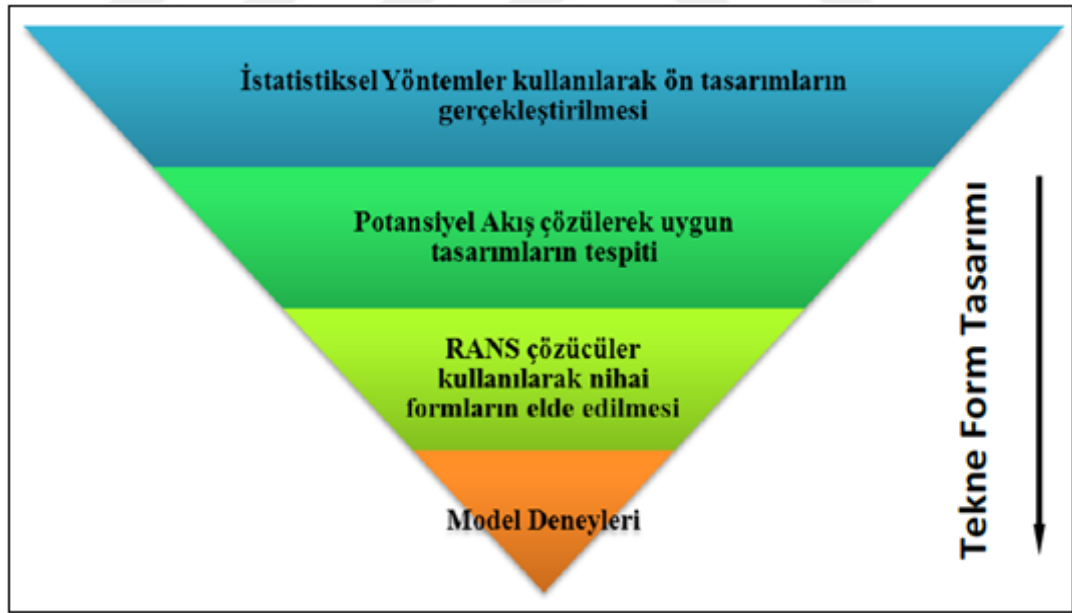 İstatistiksel Yöntemler kullanılarak ön tasarımların
gerçekleştirilmesi
Potansiyel Akış çözülerek uygun
tasarımların tespiti
RANS çözücüler
kullanılarak nihai
formların elde edilmesi
Model Deneyleri
Tekne Form Tasarımı